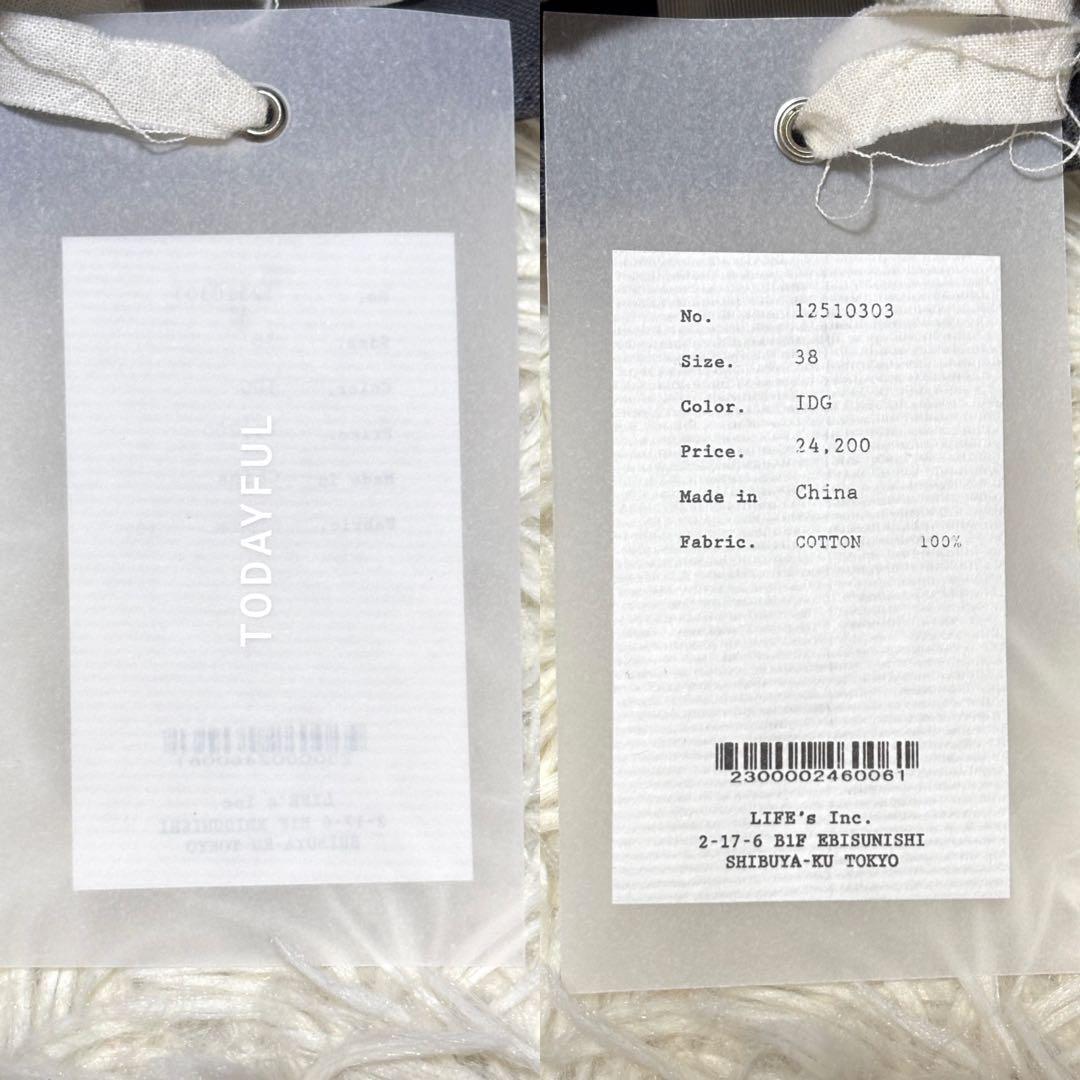 TODAYFUL
No. 12510303
Size. 38
Color. IDG
Price. 24,200
Made in China
Fabric. COTTON 100%
2300002460061
LIFE's Inc.
2-17-6 B1F EBISUNISHI
SHIBUYA-KU TOKYO